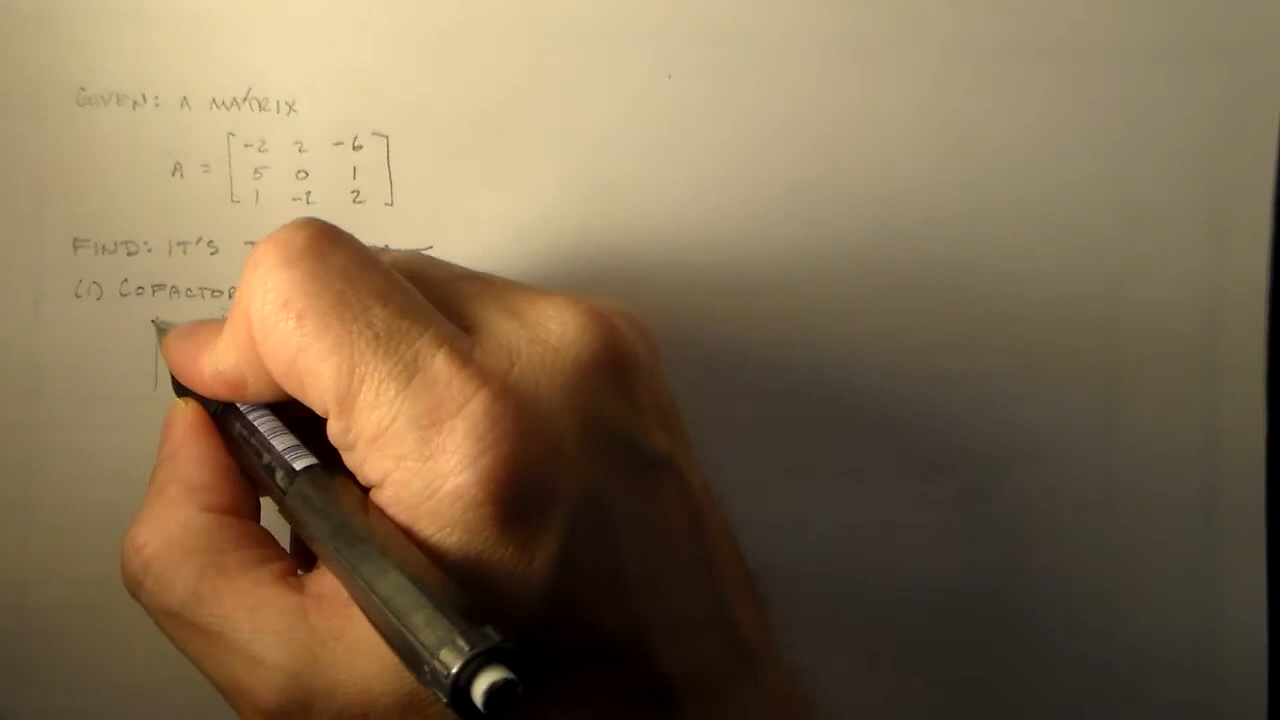 GIVEN: A MATRIX
A = [ -2 2 -6
5 0 1
1 -2 2 ]
FIND: IT'S
(1) COFACTOR